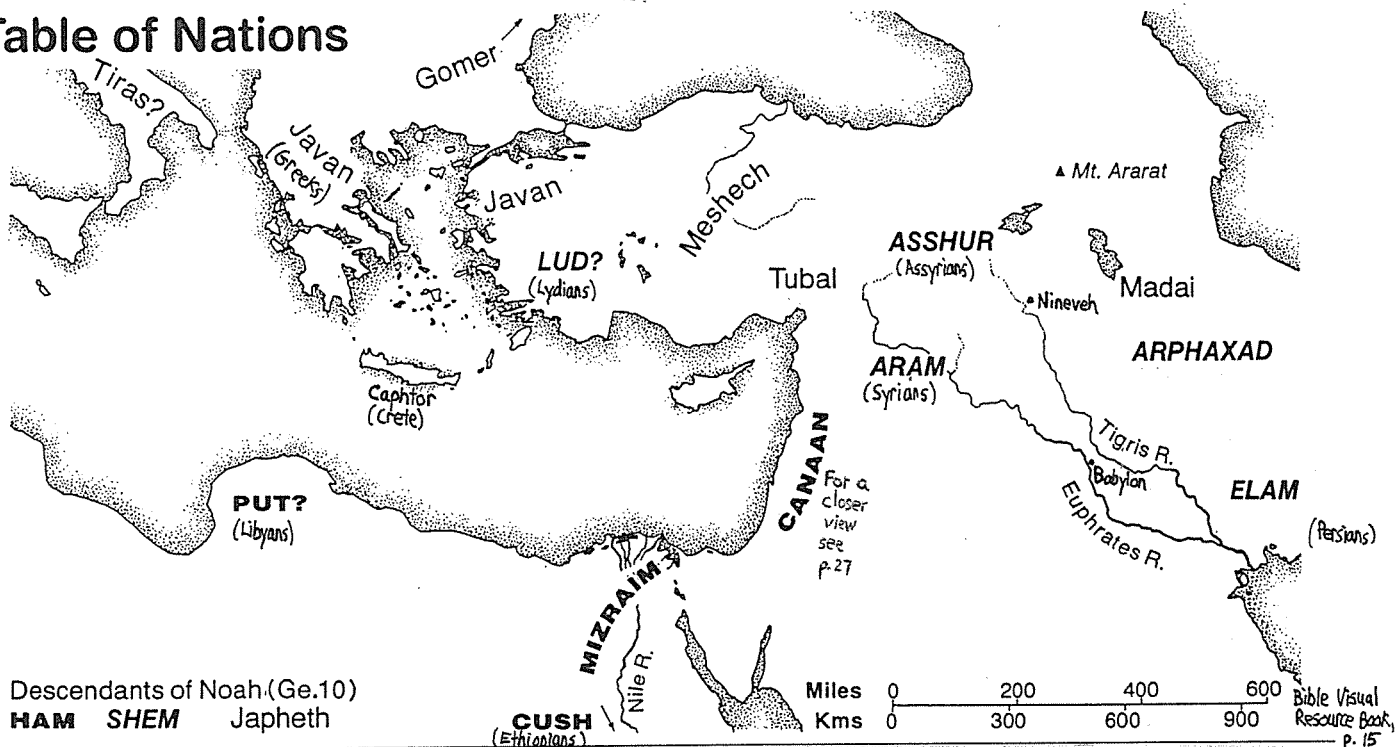 Table of Nations
Gomer
Tiras?
Javan
(Greeks)
Javan
Meshech
Mt. Ararat
ASSHUR
(Assyrians)
LUD?
(Lydians)
Tubal
Nineveh
Madai
ARPHAXAD
ARAM
(Syrians)
Caphtor
(Crete)
CANAAN
For a
closer
view
see
p.27
Tigris R.
Babylon
Euphrates R.
ELAM
(Persians)
PUT?
(Libyans)
MIZRAIM
Nile R.
CUSH
(Ethiopians)
Descendants of Noah (Ge.10)
HAM SHEM Japheth
Miles 0 200 400 600
Kms 0 300 600 900
Bible Visual
Resource Book,
p. 15